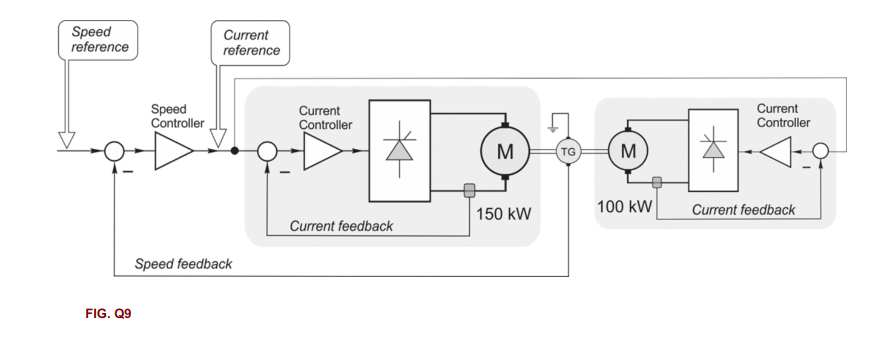 Speed
reference
Current
reference
Speed
Controller
Current
Controller
Current
Controller
M
TG
M
150 kW
100 kW
Current feedback
Current feedback
Speed feedback
FIG. Q9